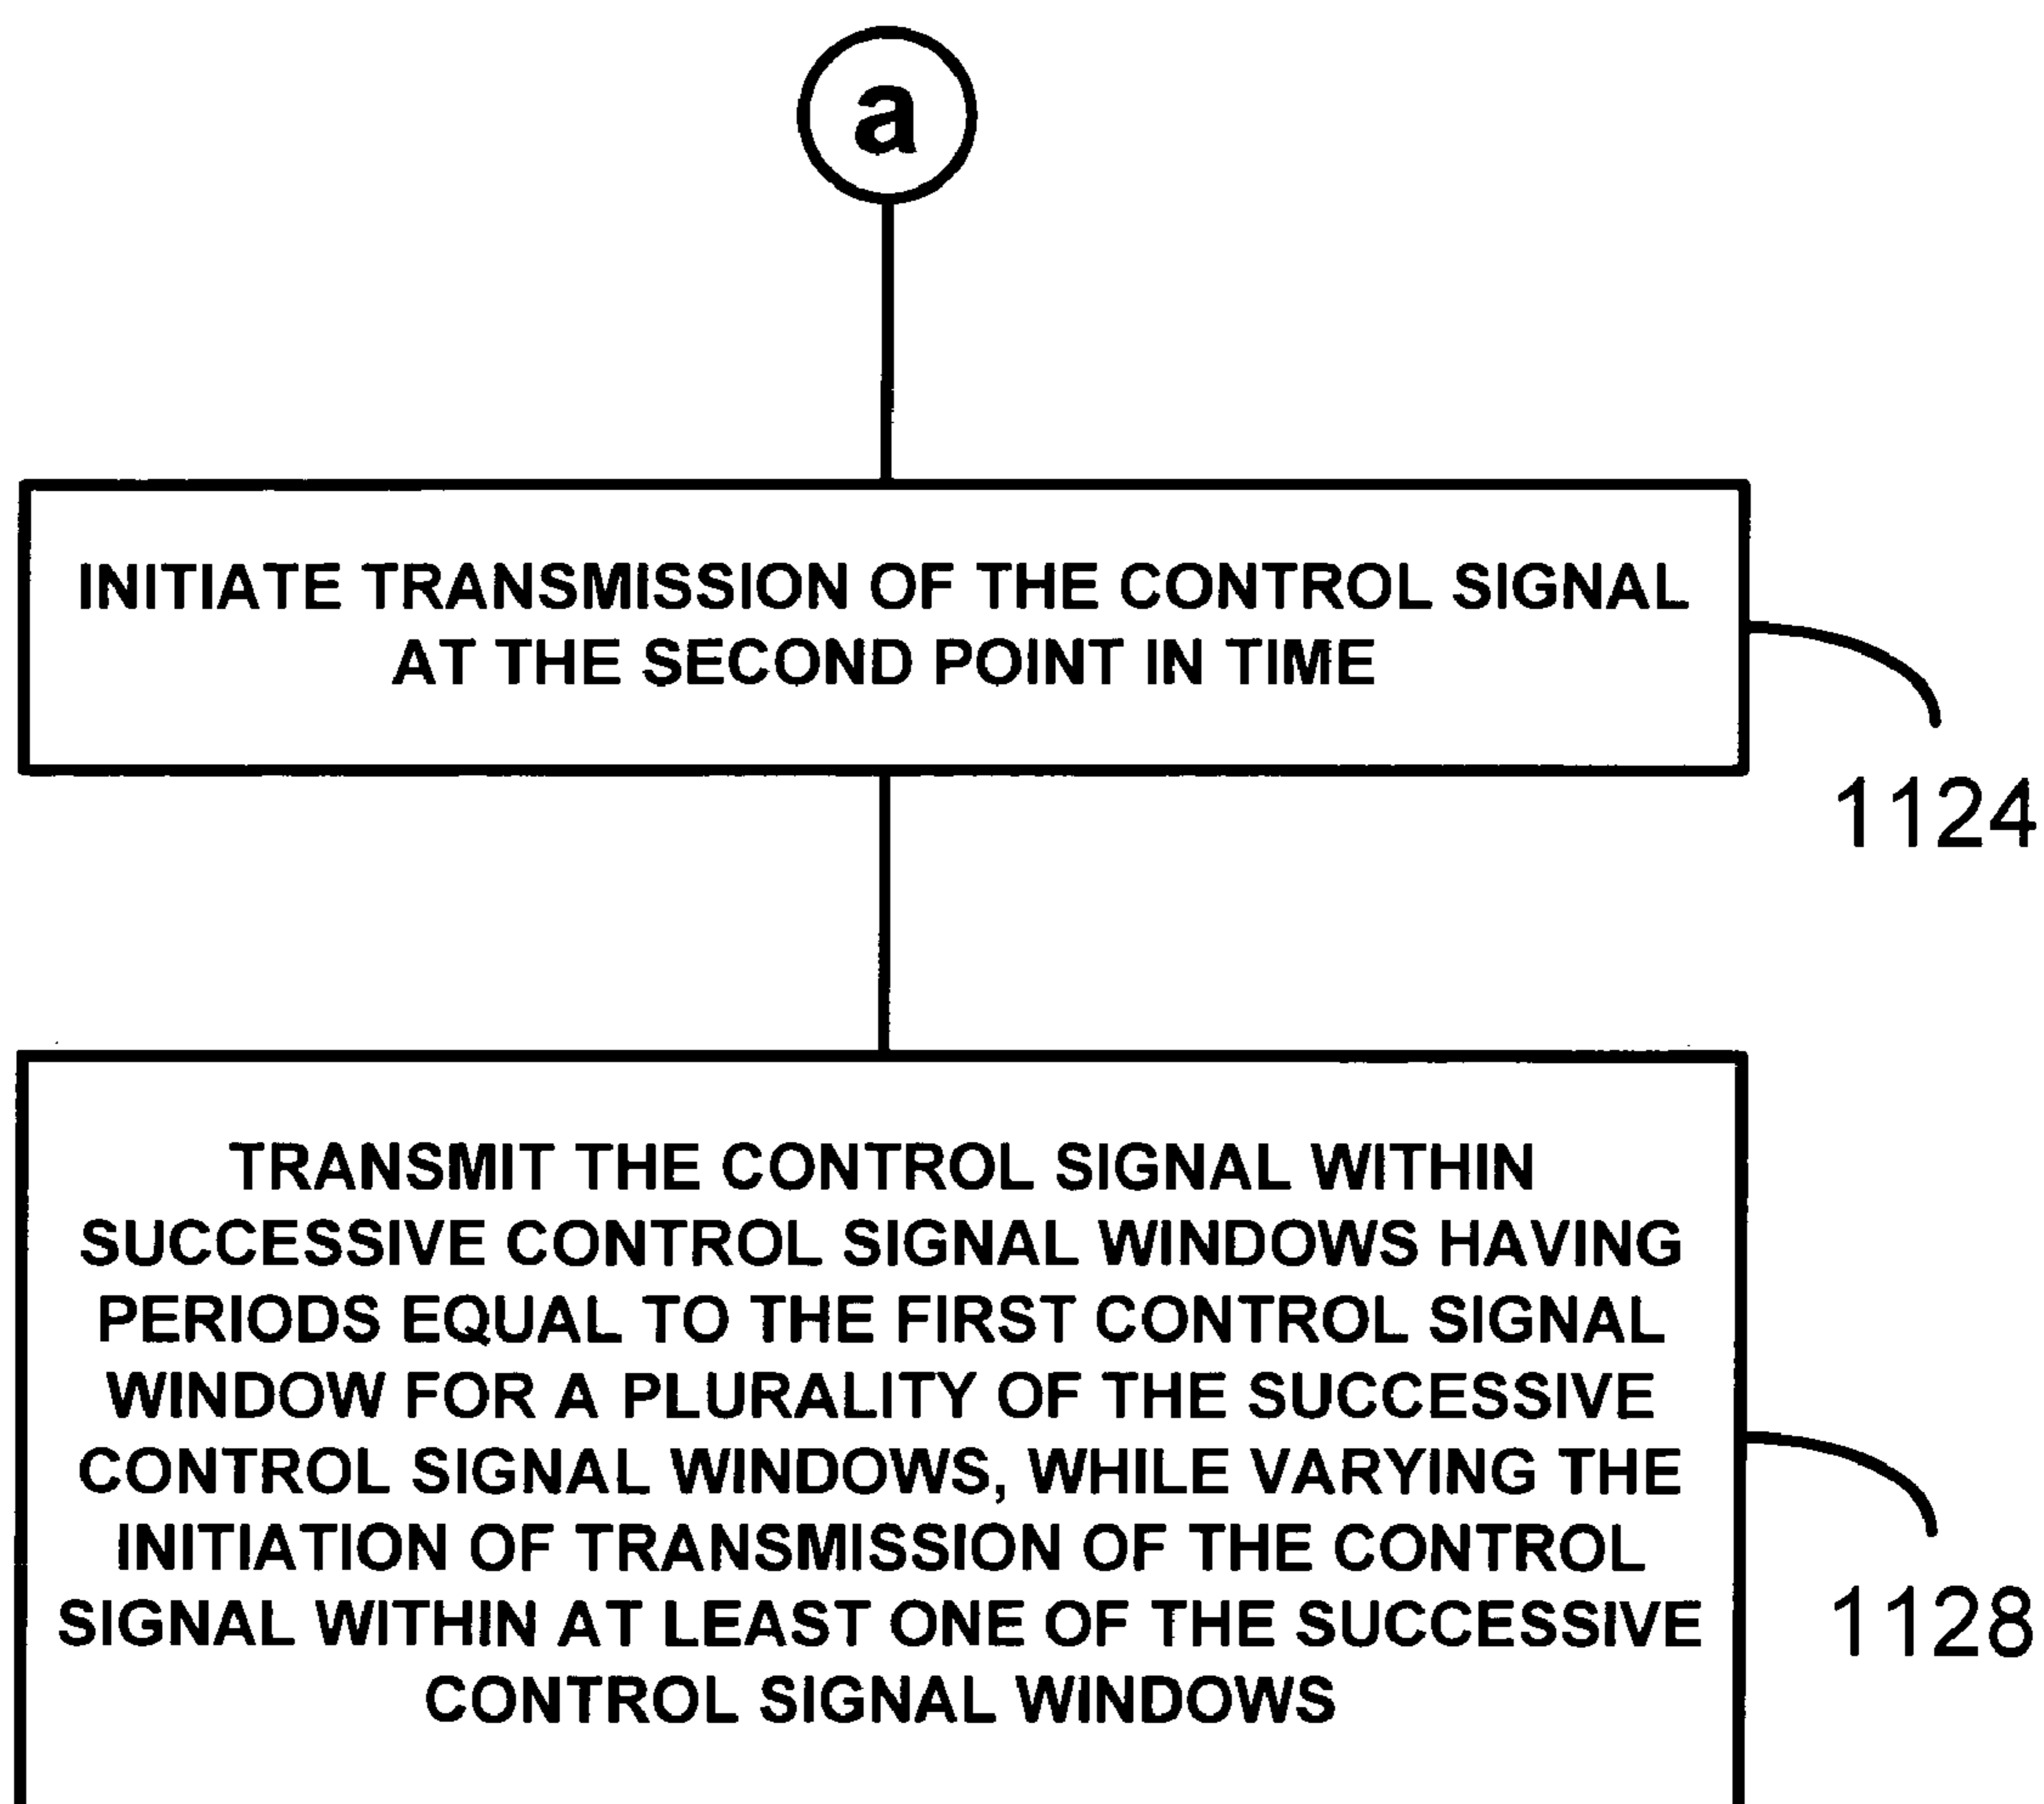 a
INITIATE TRANSMISSION OF THE CONTROL SIGNAL
AT THE SECOND POINT IN TIME
1124
TRANSMIT THE CONTROL SIGNAL WITHIN
SUCCESSIVE CONTROL SIGNAL WINDOWS HAVING
PERIODS EQUAL TO THE FIRST CONTROL SIGNAL
WINDOW FOR A PLURALITY OF THE SUCCESSIVE
CONTROL SIGNAL WINDOWS, WHILE VARYING THE
INITIATION OF TRANSMISSION OF THE CONTROL
SIGNAL WITHIN AT LEAST ONE OF THE SUCCESSIVE
CONTROL SIGNAL WINDOWS
1128